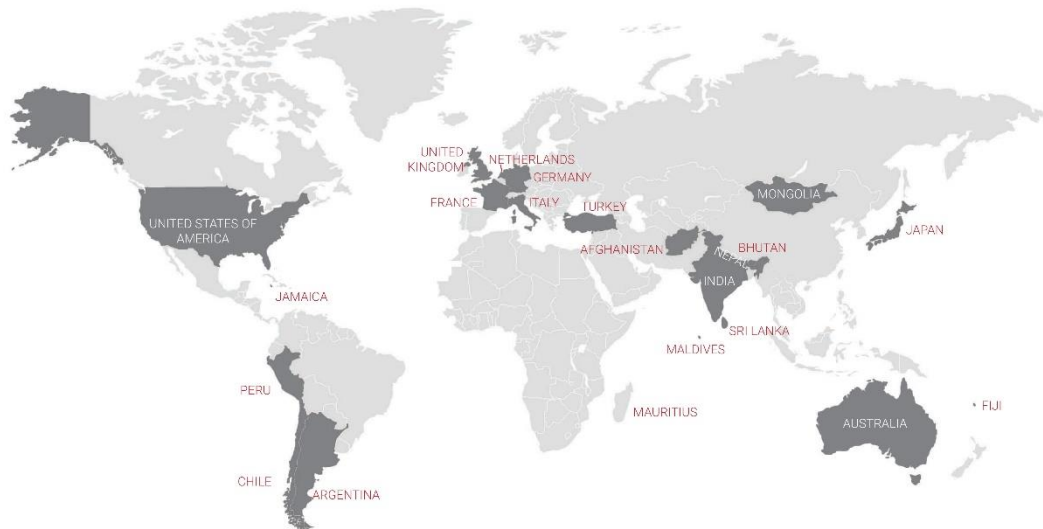 UNITED
KINGDOM
NETHERLANDS
GERMANY
FRANCE
ITALY
TURKEY
MONGOLIA
UNITED STATES OF
AMERICA
AFGHANISTAN
BHUTAN
NEPAL
JAPAN
INDIA
JAMAICA
SRI LANKA
MALDIVES
PERU
MAURITIUS
FIJI
AUSTRALIA
CHILE
ARGENTINA